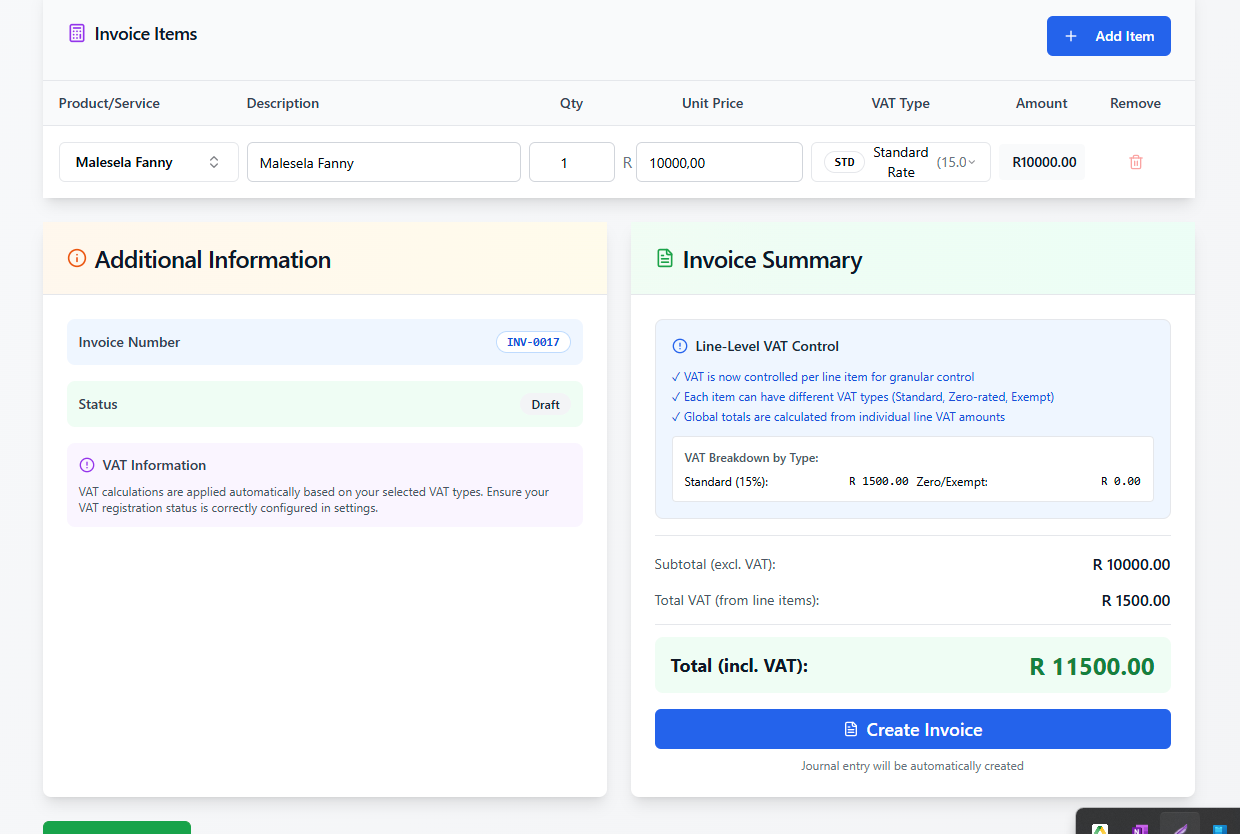 Invoice Items
+ Add Item
Product/Service Description Qty Unit Price VAT Type Amount Remove
Malesela Fanny Malesela Fanny 1 R 10000,00 STD Standard Rate (15.0 R10000.00
Additional Information
Invoice Number INV-0017
Status Draft
VAT Information
VAT calculations are applied automatically based on your selected VAT types. Ensure your
VAT registration status is correctly configured in settings.
Invoice Summary
Line-Level VAT Control
✓ VAT is now controlled per line item for granular control
✓ Each item can have different VAT types (Standard, Zero-rated, Exempt)
✓ Global totals are calculated from individual line VAT amounts
VAT Breakdown by Type:
Standard (15%): R 1500.00 Zero/Exempt: R 0.00
Subtotal (excl. VAT): R 10000.00
Total VAT (from line items): R 1500.00
Total (incl. VAT): R 11500.00
Create Invoice
Journal entry will be automatically created